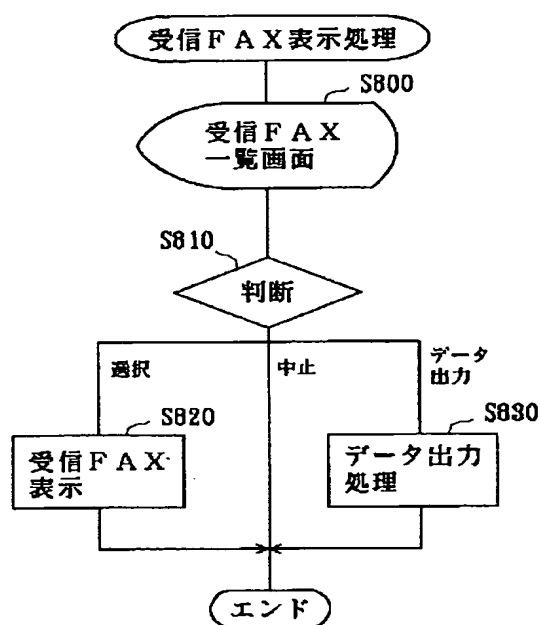 受信ＦＡＸ表示処理
S800
受信ＦＡＸ
一覧画面
S810
判断
選択
中止
データ
出力
S820
受信ＦＡＸ
表示
S830
データ出力
処理
エンド